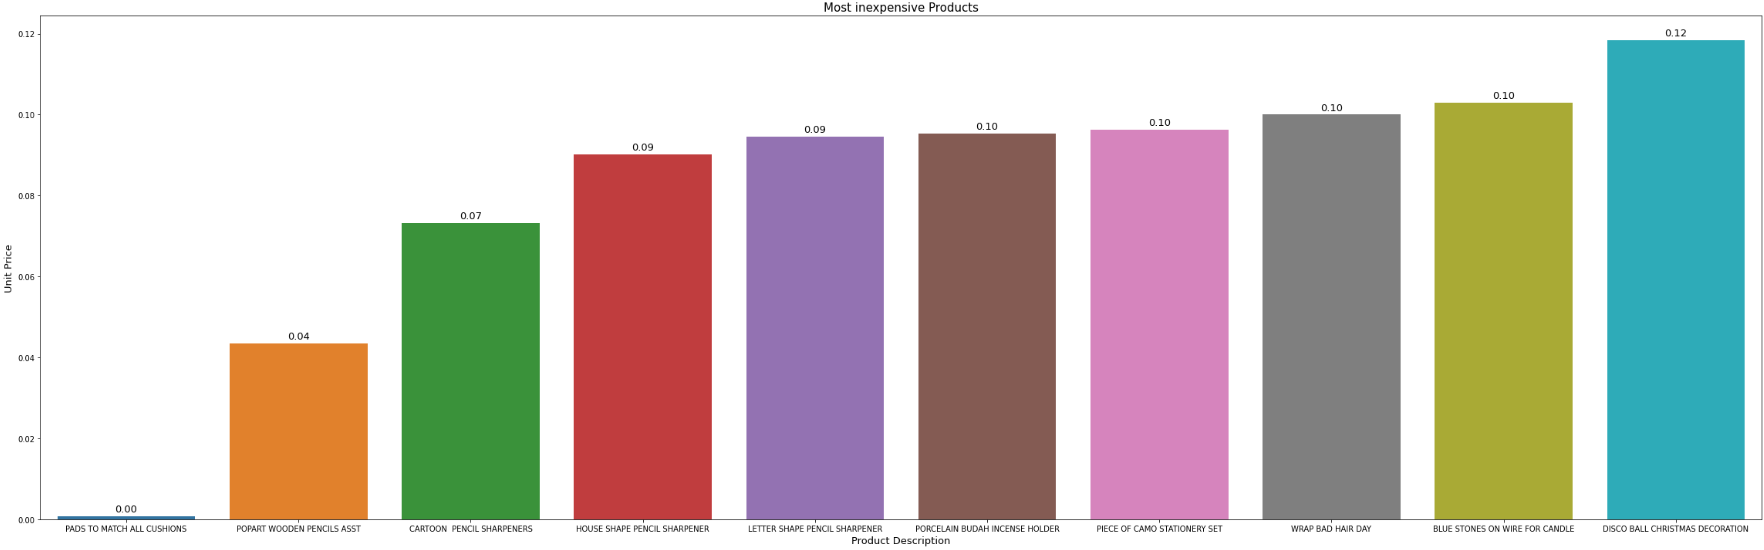 Most inexpensive Products
Unit Price
0.12
0.10
0.08
0.06
0.04
0.02
0.00
0.00
0.04
0.07
0.09
0.09
0.10
0.10
0.10
0.10
0.12
PADS TO MATCH ALL CUSHIONS
POPART WOODEN PENCILS ASST
CARTOON  PENCIL SHARPENERS
HOUSE SHAPE PENCIL SHARPENER
LETTER SHAPE PENCIL SHARPENER
PORCELAIN BUDAH INCENSE HOLDER
PIECE OF CAMO STATIONERY SET
WRAP BAD HAIR DAY
BLUE STONES ON WIRE FOR CANDLE
DISCO BALL CHRISTMAS DECORATION
Product Description